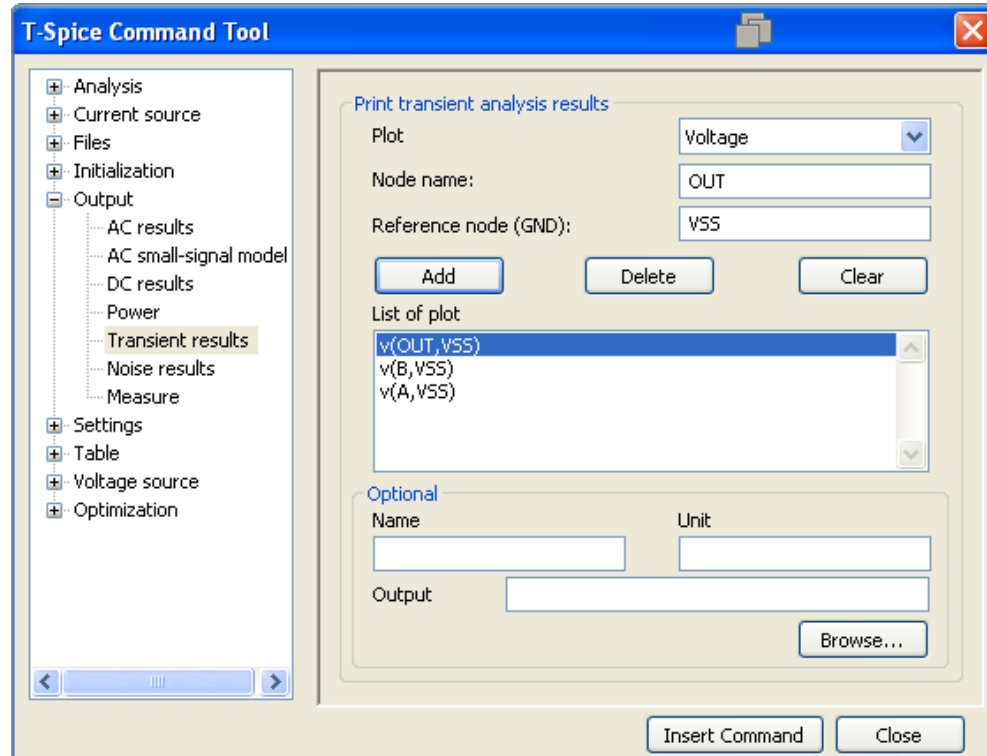 T-Spice Command Tool
Analysis
Current source
Files
Initialization
Output
AC results
AC small-signal model
DC results
Power
Transient results
Noise results
Measure
Settings
Table
Voltage source
Optimization
Print transient analysis results
Plot
Voltage
Node name:
OUT
Reference node (GND):
VSS
Add
Delete
Clear
List of plot
v(OUT,VSS)
v(B,VSS)
v(A,VSS)
Optional
Name
Unit
Output
Browse...
Insert Command
Close